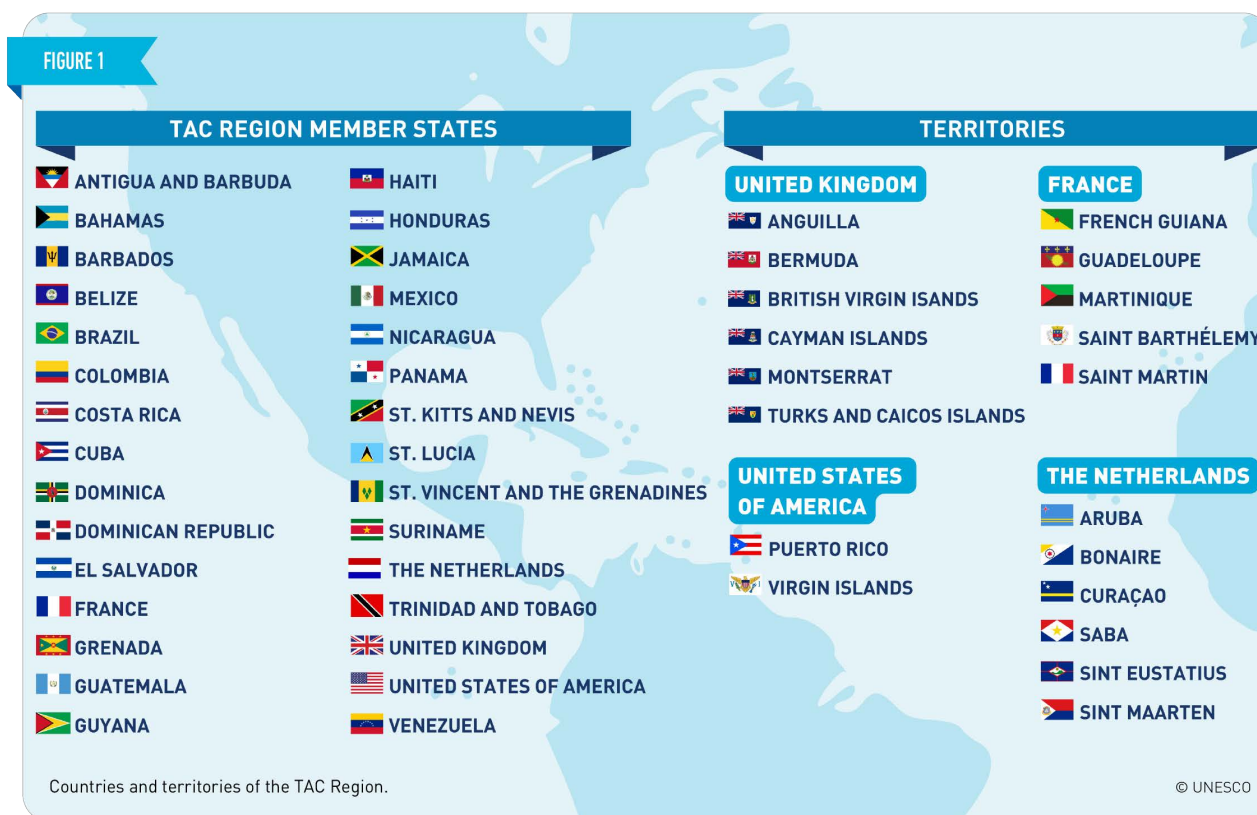 FIGURE 1
TAC REGION MEMBER STATES
ANTIGUA AND BARBUDA
BAHAMAS
BARBADOS
BELIZE
BRAZIL
COLOMBIA
COSTA RICA
CUBA
DOMINICA
DOMINICAN REPUBLIC
EL SALVADOR
FRANCE
GRENADA
GUATEMALA
GUYANA
HAITI
HONDURAS
JAMAICA
MEXICO
NICARAGUA
PANAMA
ST. KITTS AND NEVIS
ST. LUCIA
ST. VINCENT AND THE GRENADINES
SURINAME
THE NETHERLANDS
TRINIDAD AND TOBAGO
UNITED KINGDOM
UNITED STATES OF AMERICA
VENEZUELA
TERRITORIES
UNITED KINGDOM
ANGUILLA
BERMUDA
BRITISH VIRGIN ISANDS
CAYMAN ISLANDS
MONTSERRAT
TURKS AND CAICOS ISLANDS
UNITED STATES
OF AMERICA
PUERTO RICO
VIRGIN ISLANDS
FRANCE
FRENCH GUIANA
GUADELOUPE
MARTINIQUE
SAINT BARTHÉLEMY
SAINT MARTIN
THE NETHERLANDS
ARUBA
BONAIRE
CURAÇAO
SABA
SINT EUSTATIUS
SINT MAARTEN
Countries and territories of the TAC Region.
© UNESCO